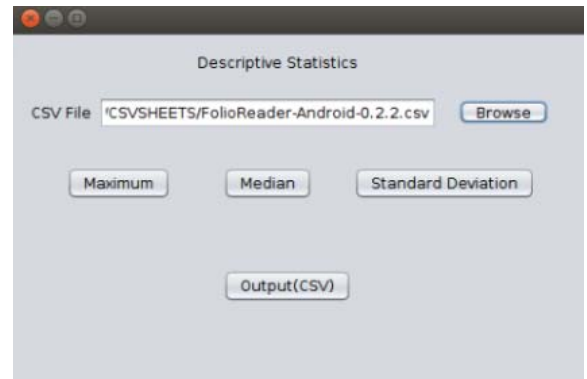 Descriptive Statistics
CSV File 'CSVSHEETS/FolioReader-Android-0.2.2.csv Browse
Maximum Median Standard Deviation
Output(CSV)